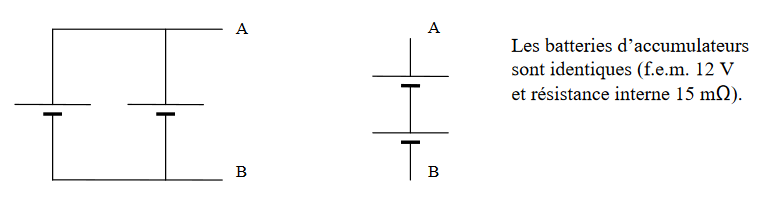 A
A
Les batteries d’accumulateurs
sont identiques (f.e.m. 12 V
et résistance interne 15 mΩ).
B
B